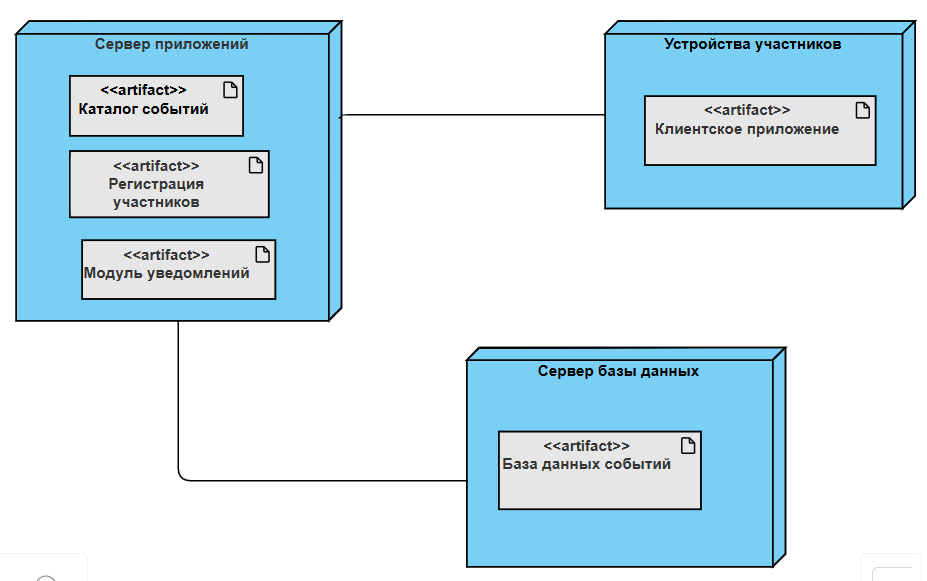 Сервер приложений
<<artifact>>
Каталог событий
<<artifact>>
Регистрация
участников
<<artifact>>
Модуль уведомлений
Устройства участников
<<artifact>>
Клиентское приложение
Сервер базы данных
<<artifact>>
База данных событий